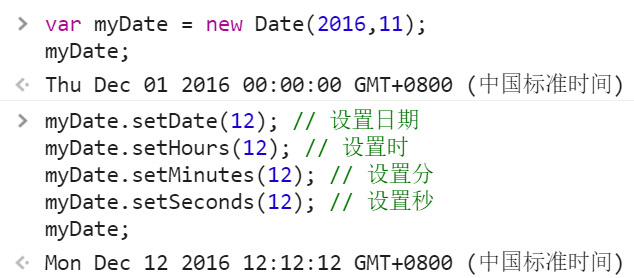 var myDate = new Date(2016,11);
myDate;
Thu Dec 01 2016 00:00:00 GMT+0800 (中国标准时间)
myDate.setDate(12); // 设置日期
myDate.setHours(12); // 设置时
myDate.setMinutes(12); // 设置分
myDate.setSeconds(12); // 设置秒
myDate;
Mon Dec 12 2016 12:12:12 GMT+0800 (中国标准时间)